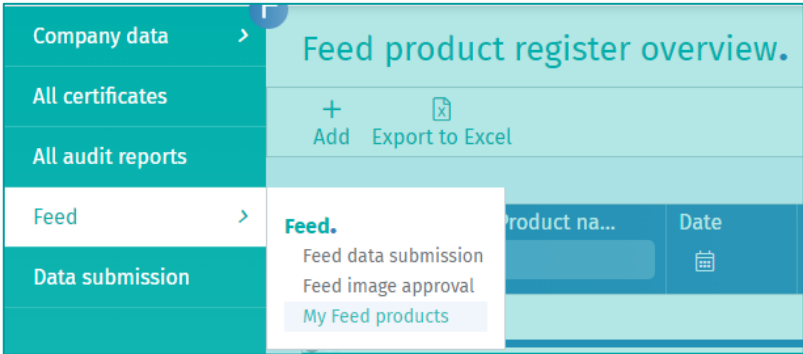 Company data
All certificates
All audit reports
Feed
Data submission
Feed product register overview.
Add Export to Excel
Feed.
Feed data submission
Feed image approval
My Feed products
Product na... Date